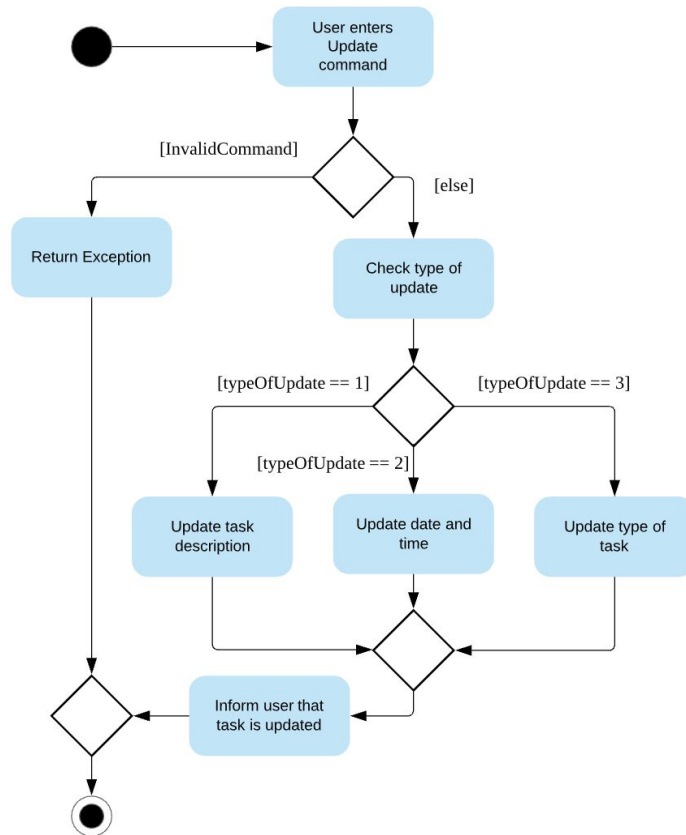 User enters
Update
command
[InvalidCommand]
[else]
Return Exception
Check type of
update
[typeOfUpdate == 1]
[typeOfUpdate == 3]
[typeOfUpdate == 2]
Update task
description
Update date and
time
Update type of
task
Inform user that
task is updated